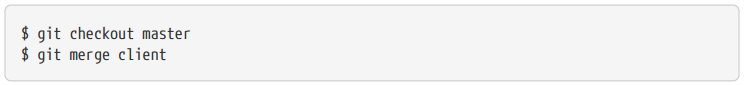 $ git checkout master
$ git merge client